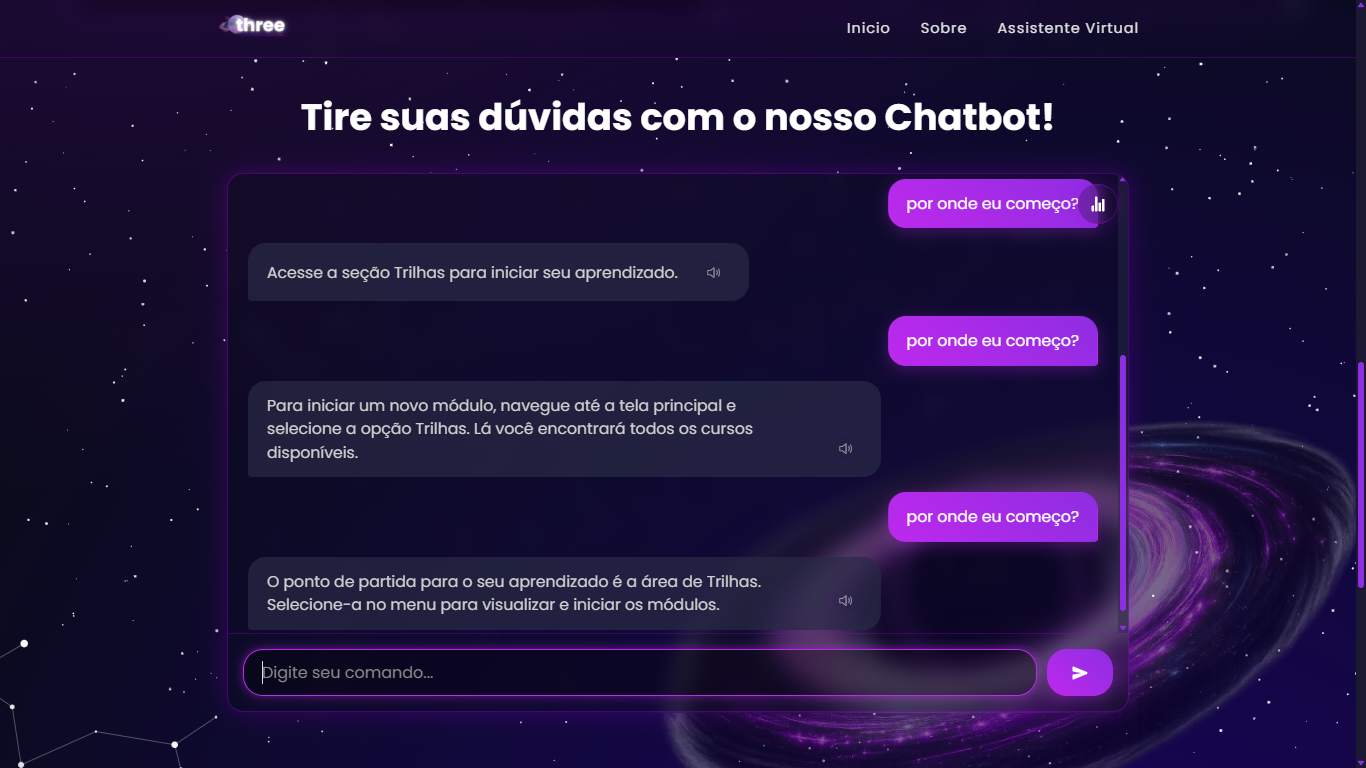 three
Inicio
Sobre
Assistente Virtual
Tire suas dúvidas com o nosso Chatbot!
por onde eu começo?
Acesse a seção Trilhas para iniciar seu aprendizado.
por onde eu começo?
Para iniciar um novo módulo, navegue até a tela principal e
selecione a opção Trilhas. Lá você encontrará todos os cursos
disponíveis.
por onde eu começo?
O ponto de partida para o seu aprendizado é a área de Trilhas.
Selecione-a no menu para visualizar e iniciar os módulos.
Digite seu comando...